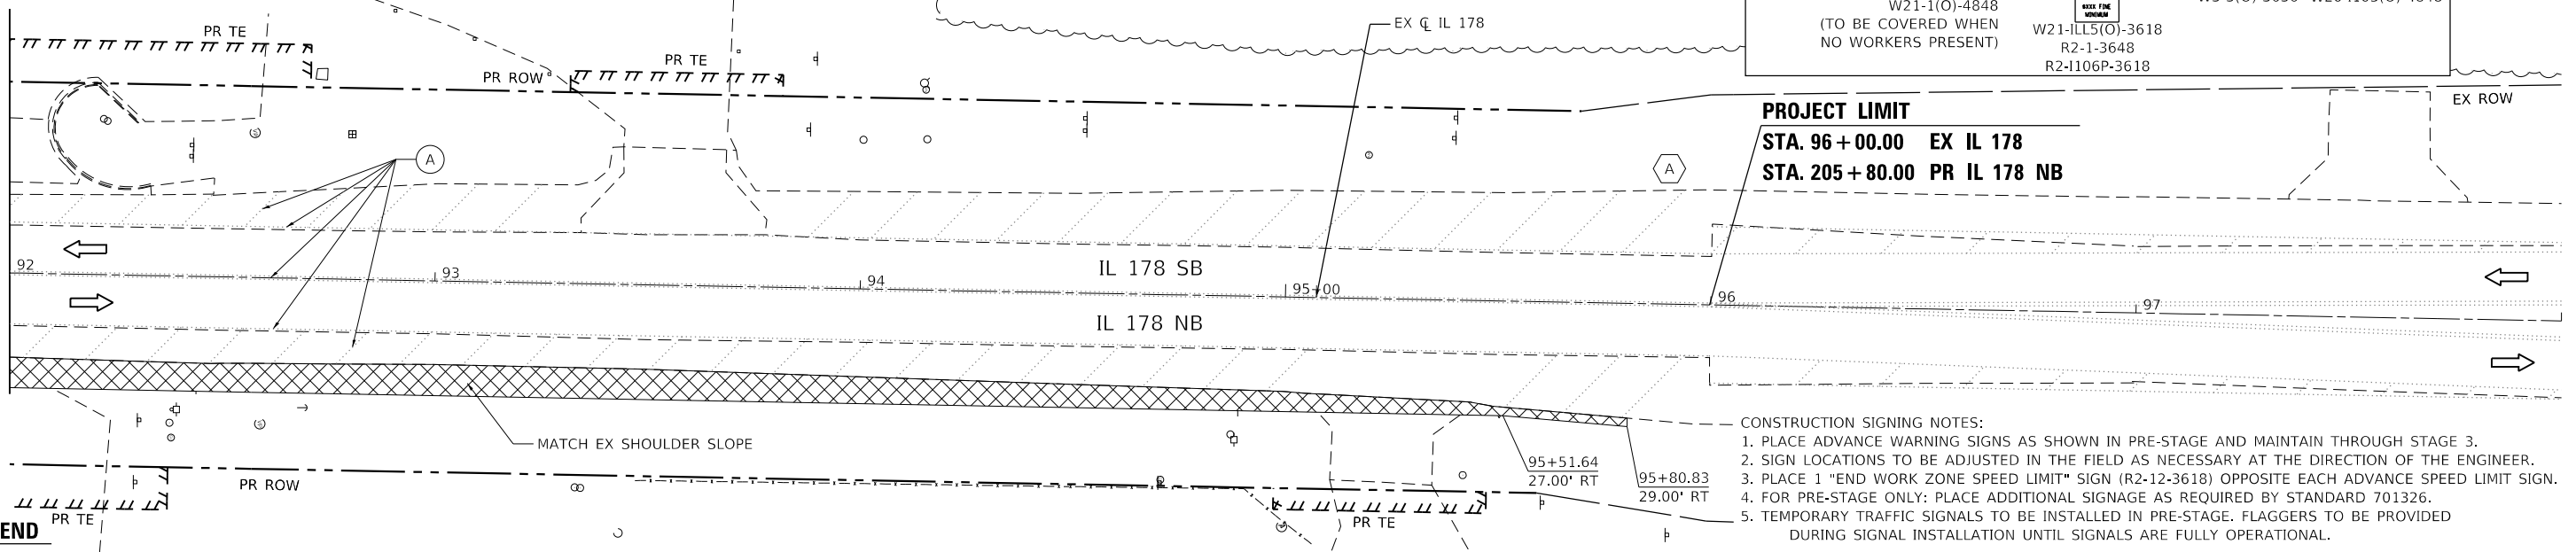 W21-1(O)-4848
(TO BE COVERED WHEN
NO WORKERS PRESENT)
$XXX FINE
MINIMUM
W21-ILL5(O)-3618
R2-1-3648
R2-I106P-3618
EX ℄ IL 178
PR TE
PR ROW
PR TE
EX ROW
PROJECT LIMIT
STA. 96+00.00 EX IL 178
STA. 205+80.00 PR IL 178 NB
A
A
92
93
94
95+00
96
97
IL 178 SB
IL 178 NB
MATCH EX SHOULDER SLOPE
95+51.64
27.00' RT
95+80.83
29.00' RT
PR ROW
PR TE
PR TE
END
CONSTRUCTION SIGNING NOTES:
1. PLACE ADVANCE WARNING SIGNS AS SHOWN IN PRE-STAGE AND MAINTAIN THROUGH STAGE 3.
2. SIGN LOCATIONS TO BE ADJUSTED IN THE FIELD AS NECESSARY AT THE DIRECTION OF THE ENGINEER.
3. PLACE 1 "END WORK ZONE SPEED LIMIT" SIGN (R2-12-3618) OPPOSITE EACH ADVANCE SPEED LIMIT SIGN.
4. FOR PRE-STAGE ONLY: PLACE ADDITIONAL SIGNAGE AS REQUIRED BY STANDARD 701326.
5. TEMPORARY TRAFFIC SIGNALS TO BE INSTALLED IN PRE-STAGE. FLAGGERS TO BE PROVIDED
DURING SIGNAL INSTALLATION UNTIL SIGNALS ARE FULLY OPERATIONAL.